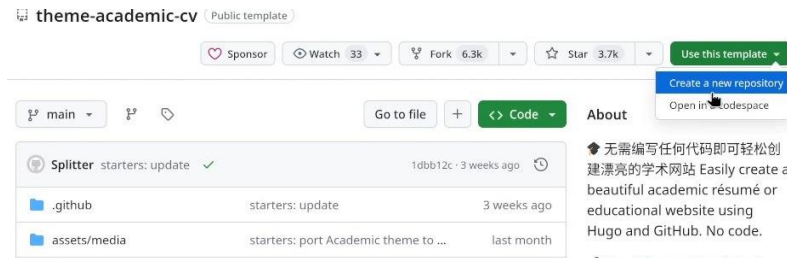 theme-academic-cv Public template
Sponsor Watch 33 Fork 6.3k Star 3.7k Use this template
Create a new repository
Open in a codespace
main Go to file + Code About
Splitter starters: update 1dbb12c · 3 weeks ago
.github starters: update 3 weeks ago
assets/media starters: port Academic theme to ... last month
🎓 无需编写任何代码即可轻松创
建漂亮的学术网站 Easily create a
beautiful academic résumé or
educational website using
Hugo and GitHub. No code.